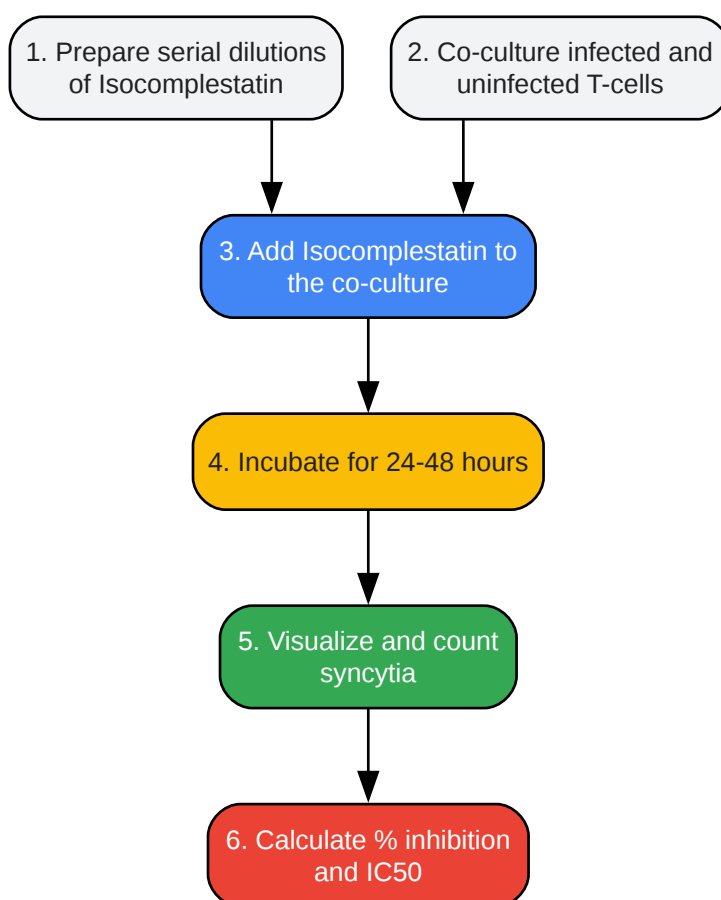 1. Prepare serial dilutions
of Isocomplestatin
2. Co-culture infected and
uninfected T-cells
3. Add Isocomplestatin to
the co-culture
4. Incubate for 24-48 hours
5. Visualize and count
syncytia
6. Calculate % inhibition
and IC50